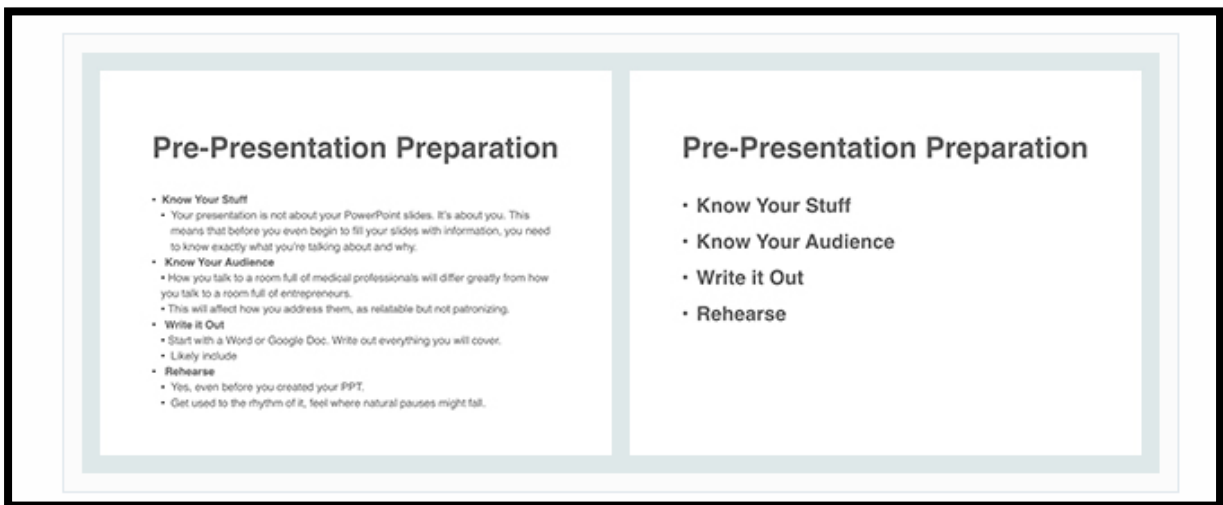 Pre-Presentation Preparation
• Know Your Stuff
• Your presentation is not about your PowerPoint slides. It's about you. This
means that before you even begin to fill your slides with information, you need
to know exactly what you're talking about and why.
• Know Your Audience
• How you talk to a room full of medical professionals will differ greatly from how
you talk to a room full of entrepreneurs.
• This will affect how you address them, as relatable but not patronizing.
• Write it Out
• Start with a Word or Google Doc. Write out everything you will cover.
• Likely include
• Rehearse
• Yes, even before you created your PPT.
• Get used to the rhythm of it, feel where natural pauses might fall.
Pre-Presentation Preparation
• Know Your Stuff
• Know Your Audience
• Write it Out
• Rehearse